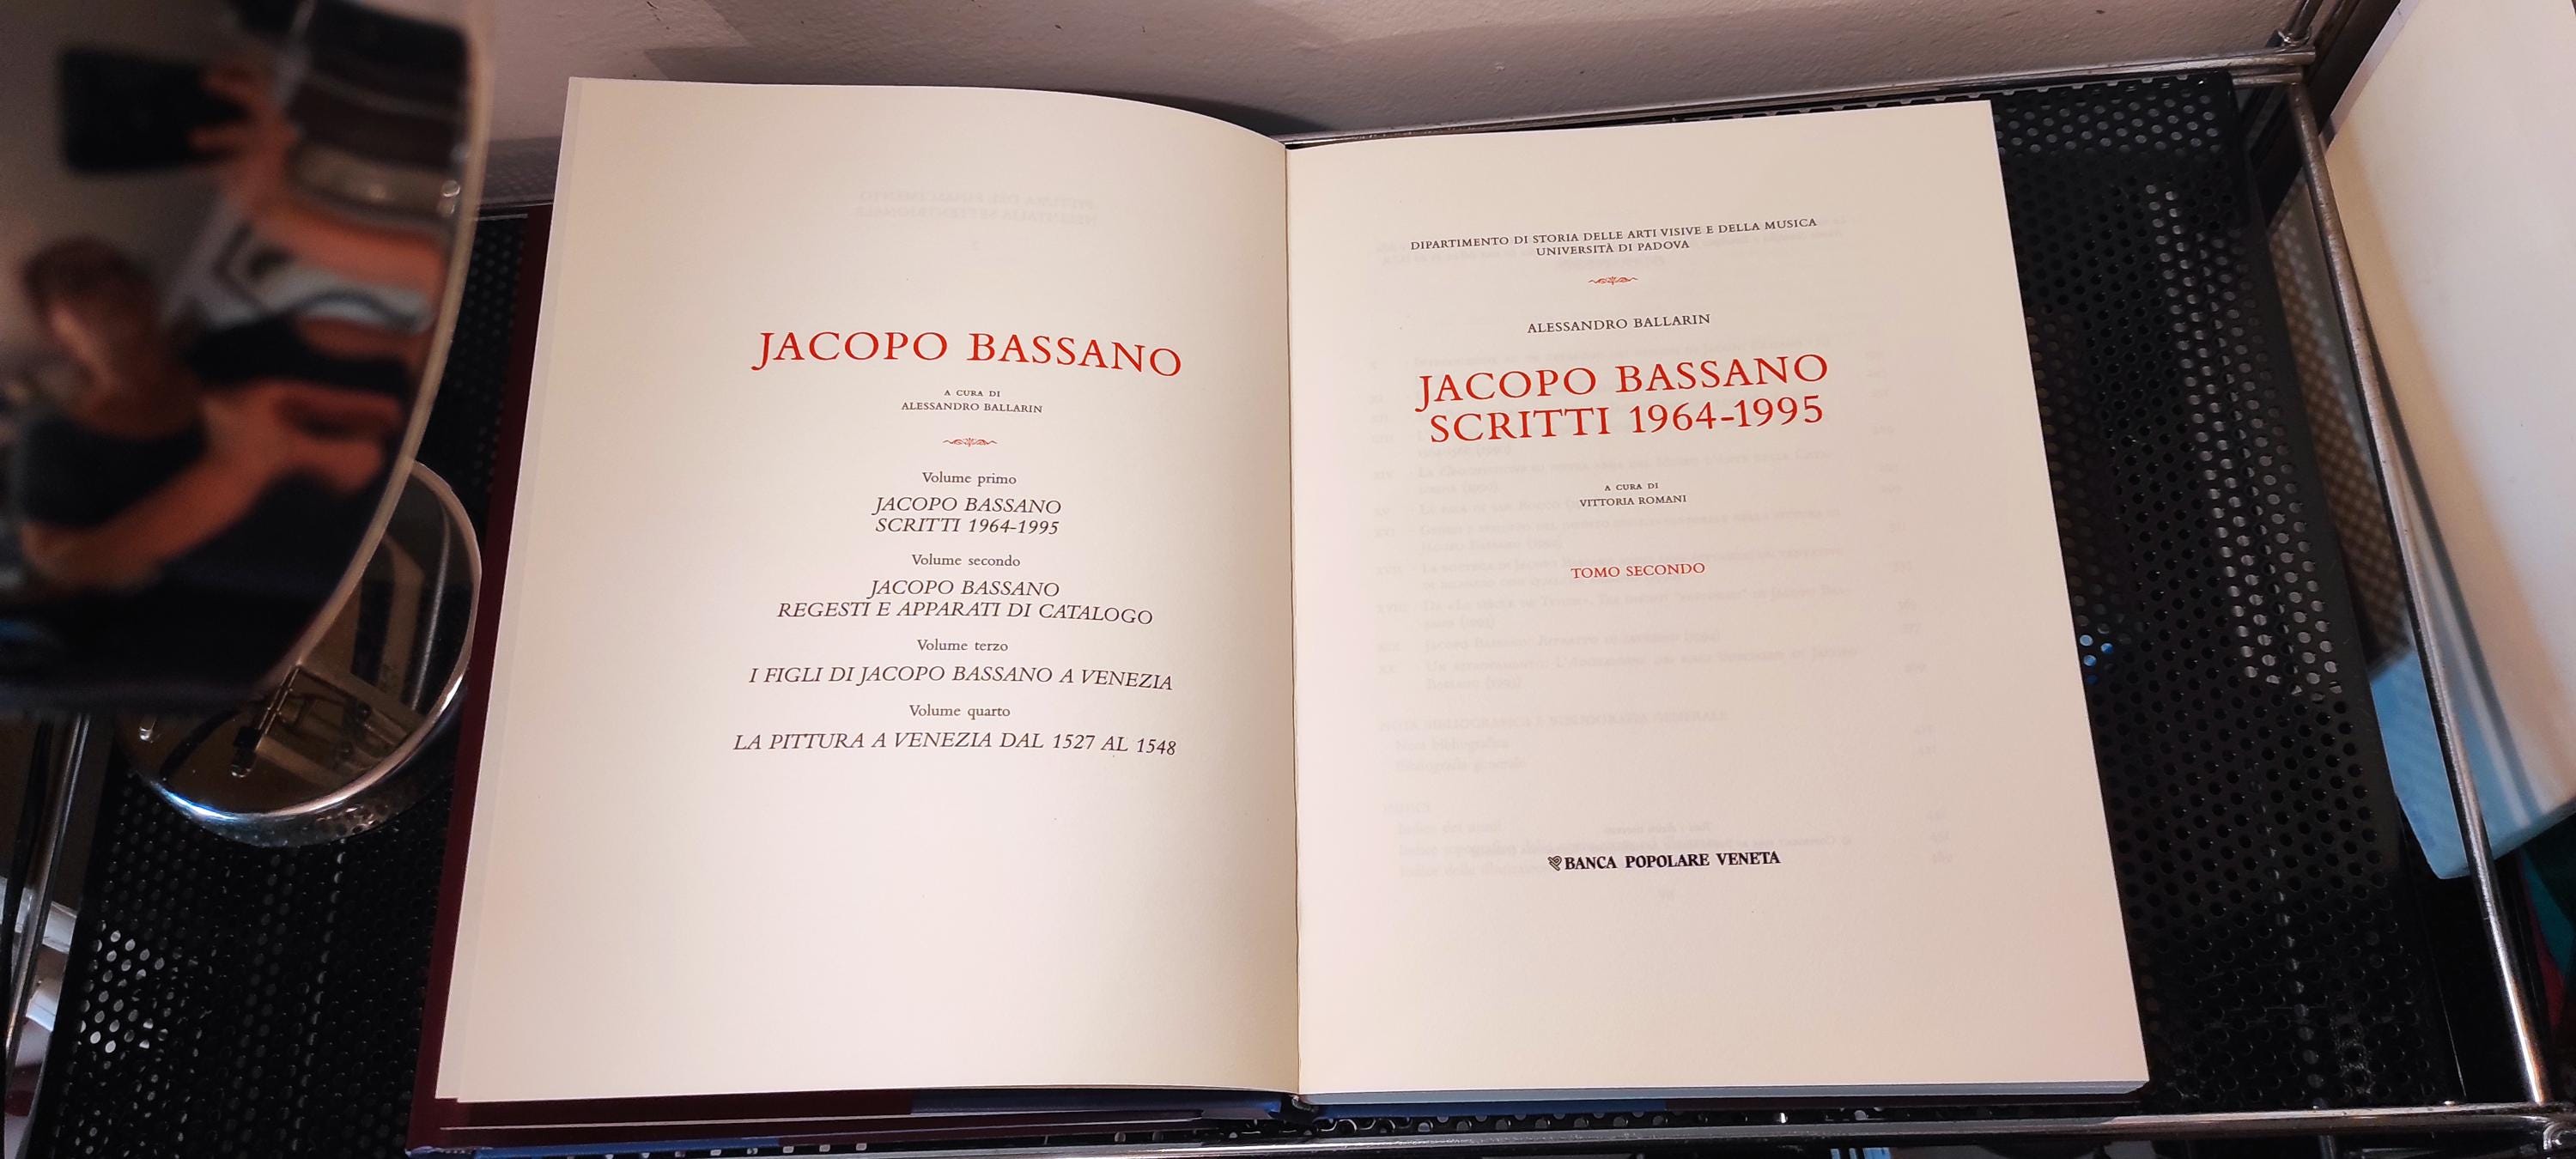 JACOPO BASSANO
A CURA DI
ALESSANDRO BALLARIN
Volume primo
JACOPO BASSANO
SCRITTI 1964-1995
Volume secondo
JACOPO BASSANO
REGESTI E APPARATI DI CATALOGO
Volume terzo
I FIGLI DI JACOPO BASSANO A VENEZIA
Volume quarto
LA PITTURA A VENEZIA DAL 1527 AL 1548
DIPARTIMENTO DI STORIA DELLE ARTI VISIVE E DELLA MUSICA
UNIVERSITÀ DI PADOVA
ALESSANDRO BALLARIN
JACOPO BASSANO
SCRITTI 1964-1995
A CURA DI
VITTORIA ROMANI
TOMO SECONDO
BANCA POPOLARE VENETA